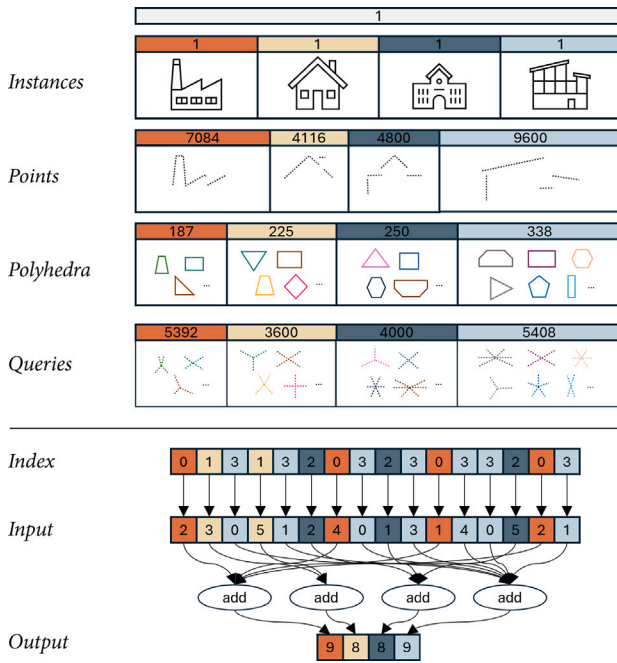 1
1 1 1 1
Instances
7084 4116 4800 9600
Points
187 225 250 338
Polyhedra
... ... ... ...
5392 3600 4000 5408
Queries
... ... ... ...
Index 0 1 3 1 3 2 0 3 2 3 0 3 3 2 0 3
Input 2 3 0 5 1 2 4 0 1 3 1 4 0 5 2 1
add add add add
Output 9 8 8 9